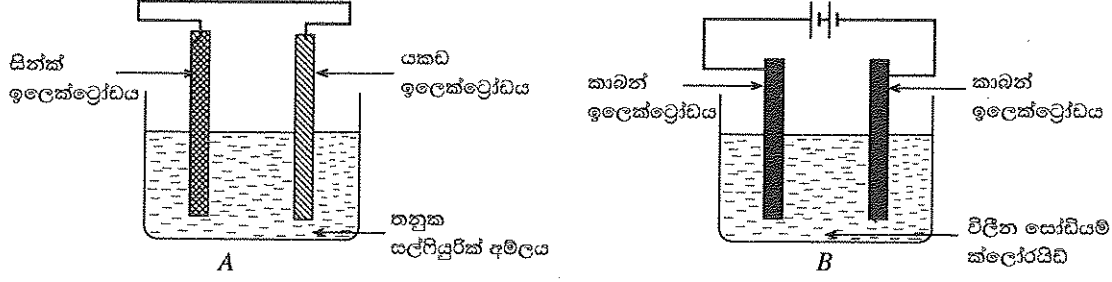 සින්ක්
ඉලෙක්ට්‍රෝඩය
යකඩ
ඉලෙක්ට්‍රෝඩය
තනුක
සල්ෆියුරික් අම්ලය
A
කාබන්
ඉලෙක්ට්‍රෝඩය
කාබන්
ඉලෙක්ට්‍රෝඩය
විලීන සෝඩියම්
ක්ලෝරයිඩ්
B